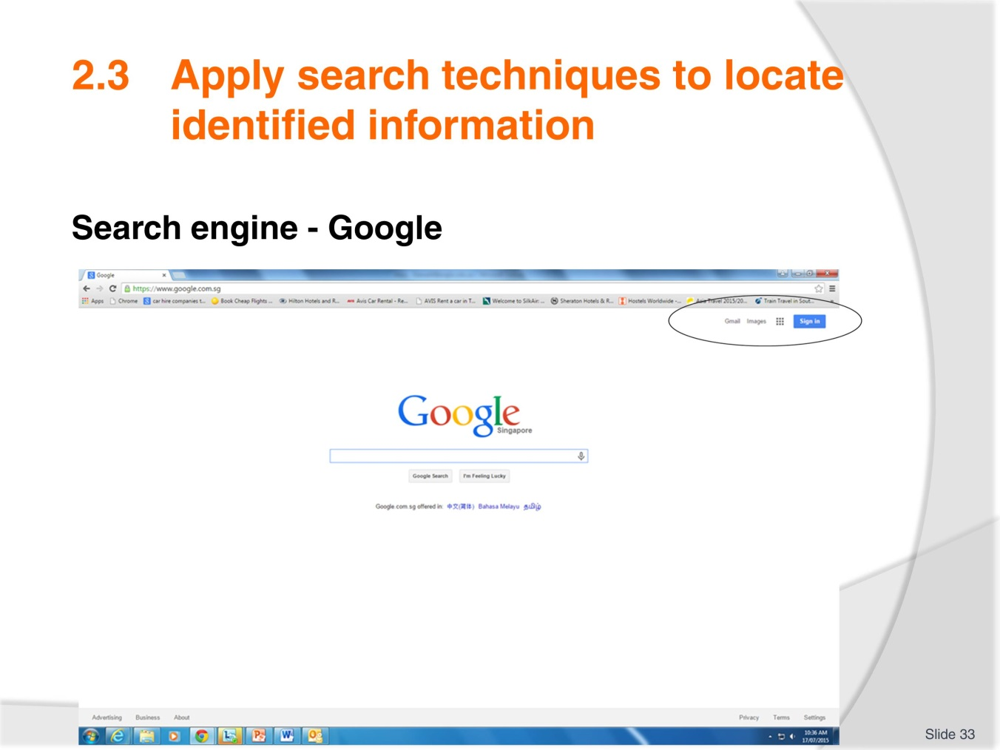 2.3 Apply search techniques to locate
identified information
Search engine - Google
Google
https://www.google.com.sg
Apps Chrome car hire companies t... Book Cheap Flights ... Hilton Hotels and R... Avis Car Rental - Re... AVIS Rent a car in T... Welcome to SilkAir: ... Sheraton Hotels & R... Hostels Worldwide -... Asia Travel 2015/20... Train Travel in Sout...
Gmail Images Sign in
Google
Singapore
Google Search I'm Feeling Lucky
Google.com.sg offered in: 中文(简体) Bahasa Melayu தமிழ்
Advertising Business About Privacy Terms Settings
10:36 AM
17/07/2015
Slide 33